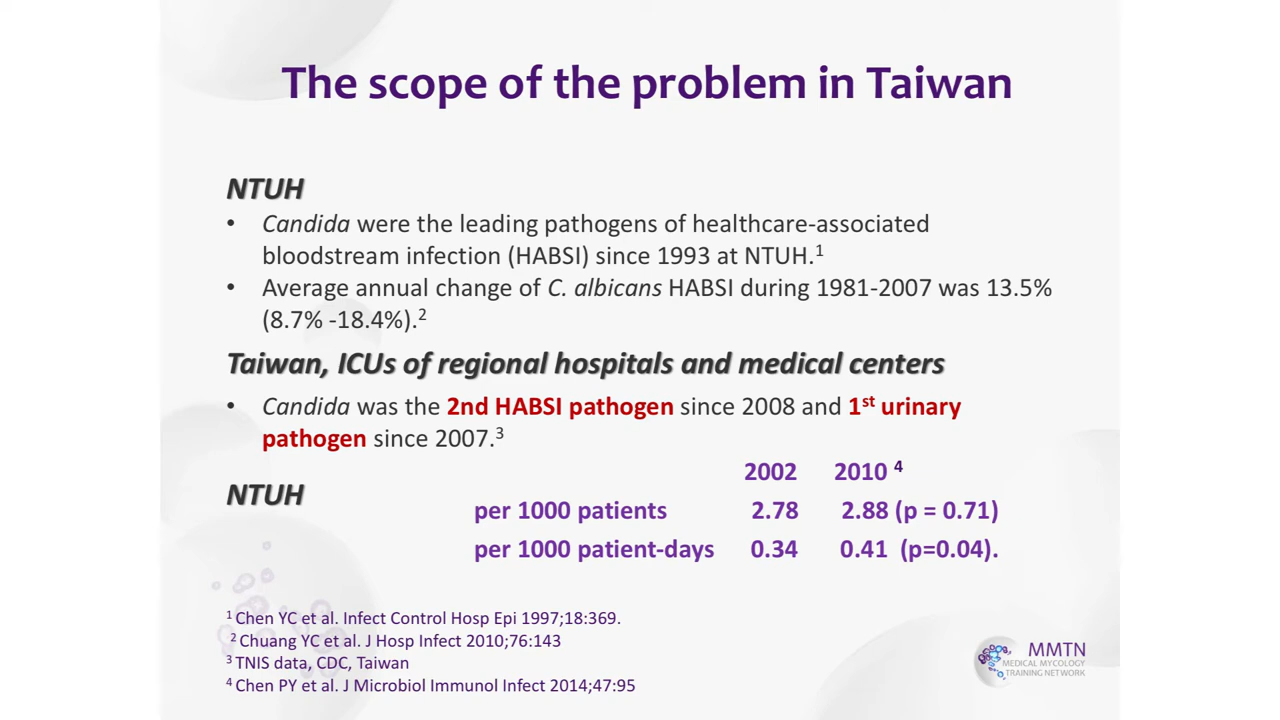 The scope of the problem in Taiwan
NTUH
• Candida were the leading pathogens of healthcare-associated
bloodstream infection (HABSI) since 1993 at NTUH.1
• Average annual change of C. albicans HABSI during 1981-2007 was 13.5%
(8.7% -18.4%).2
Taiwan, ICUs of regional hospitals and medical centers
• Candida was the 2nd HABSI pathogen since 2008 and 1st urinary
pathogen since 2007.3
2002 2010 4
NTUH
per 1000 patients 2.78 2.88 (p = 0.71)
per 1000 patient-days 0.34 0.41 (p=0.04).
1 Chen YC et al. Infect Control Hosp Epi 1997;18:369.
2 Chuang YC et al. J Hosp Infect 2010;76:143
3 TNIS data, CDC, Taiwan
4 Chen PY et al. J Microbiol Immunol Infect 2014;47:95
MMTN
MEDICAL MYCOLOGY
TRAINING NETWORK